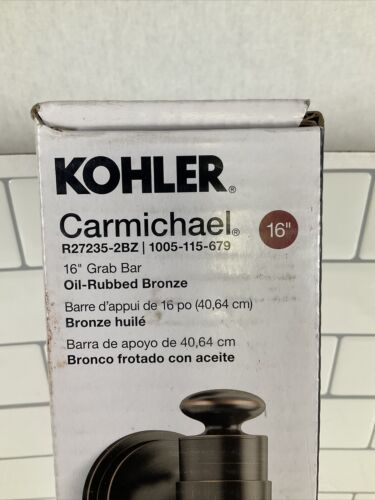 KOHLER®
Carmichael® 16"
R27235-2BZ | 1005-115-679
16" Grab Bar
Oil-Rubbed Bronze
Barre d'appui de 16 po (40,64 cm)
Bronze huilé
Barra de apoyo de 40,64 cm
Bronco frotado con aceite